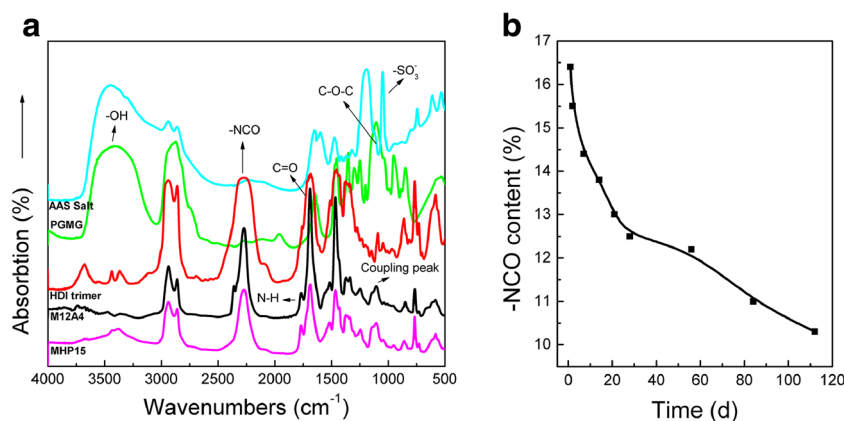 a
-OH
-NCO
C=O
C-O-C
-SO₃⁻
AAS Salt
PGMG
HDI trimer
M12A4
MHP15
N-H
Coupling peak
Absorbtion (%)
4000 3500 3000 2500 2000 1500 1000 500
Wavenumbers (cm⁻¹)
b
17
16
15
14
13
12
11
10
-NCO content (%)
0 20 40 60 80 100 120
Time (d)